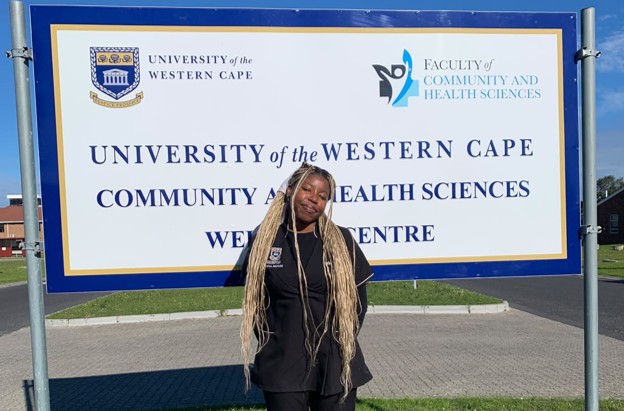 UNIVERSITY of the
WESTERN CAPE
FACULTY of
COMMUNITY AND
HEALTH SCIENCES
UNIVERSITY of the WESTERN CAPE
COMMUNITY A HEALTH SCIENCES
WEL CENTRE